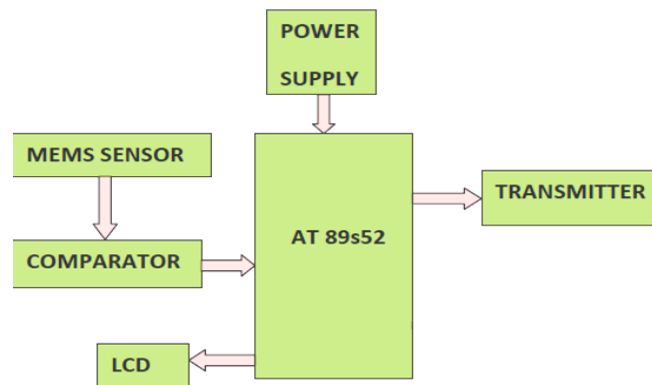 POWER
SUPPLY
MEMS SENSOR
COMPARATOR
AT 89s52
TRANSMITTER
LCD